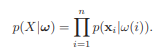 p(X|ω) = ∏_{i=1}^{n} p(x_i|ω(i)).